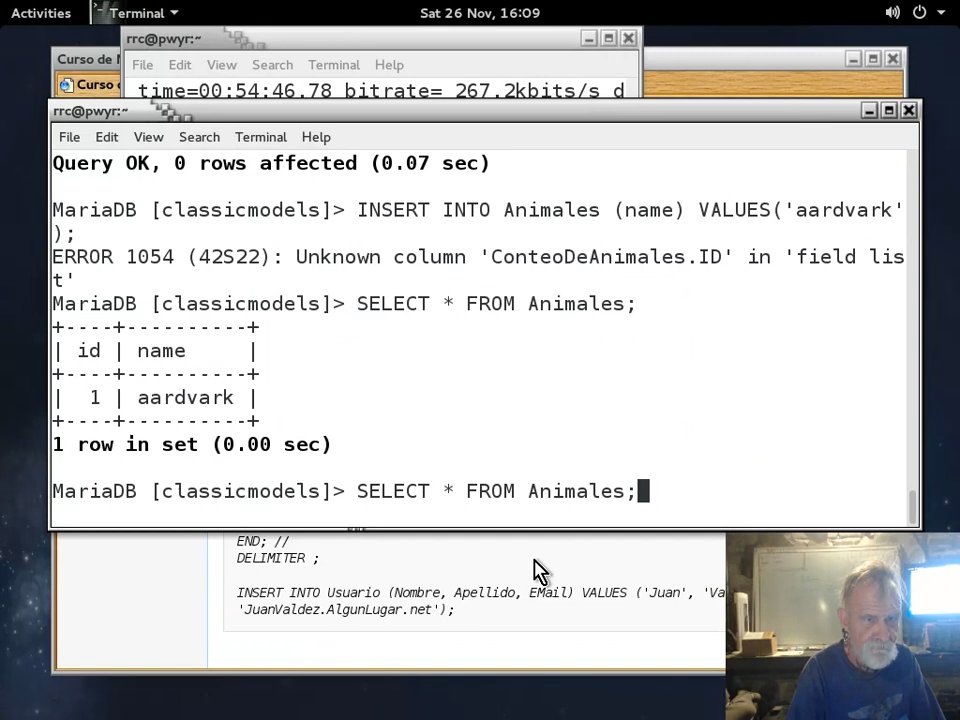 Activities Terminal Sat 26 Nov, 16:09
rrc@pwyr:~
Curso de
File Edit View Search Terminal Help
Curso
time=00:54:46.78 bitrate= 267.2kbits/s d
rrc@pwyr:~
File Edit View Search Terminal Help
Query OK, 0 rows affected (0.07 sec)
MariaDB [classicmodels]> INSERT INTO Animales (name) VALUES('aardvark'
);
ERROR 1054 (42S22): Unknown column 'ConteoDeAnimales.ID' in 'field lis
t'
MariaDB [classicmodels]> SELECT * FROM Animales;
+----+----------+
| id | name     |
+----+----------+
|  1 | aardvark |
+----+----------+
1 row in set (0.00 sec)
MariaDB [classicmodels]> SELECT * FROM Animales;
END; //
DELIMITER ;
INSERT INTO Usuario (Nombre, Apellido, EMail) VALUES ('Juan', 'Va
'JuanValdez.AlgunLugar.net');